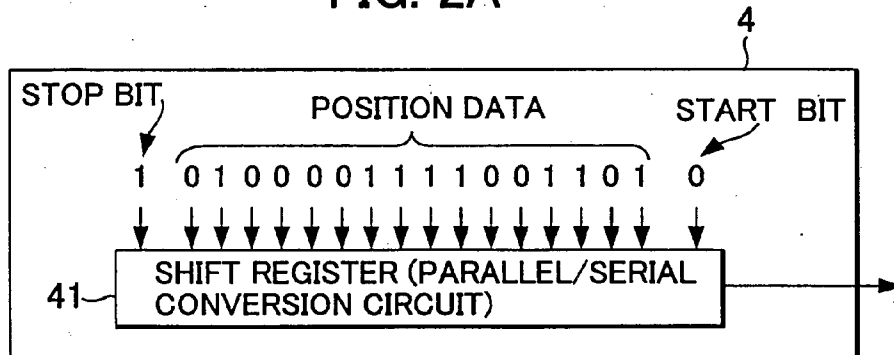 FIG. 2A
4
STOP BIT
POSITION DATA
START BIT
1 0 1 0 0 0 0 1 1 1 1 0 0 1 1 0 1 0
SHIFT REGISTER (PARALLEL/SERIAL
CONVERSION CIRCUIT)
41